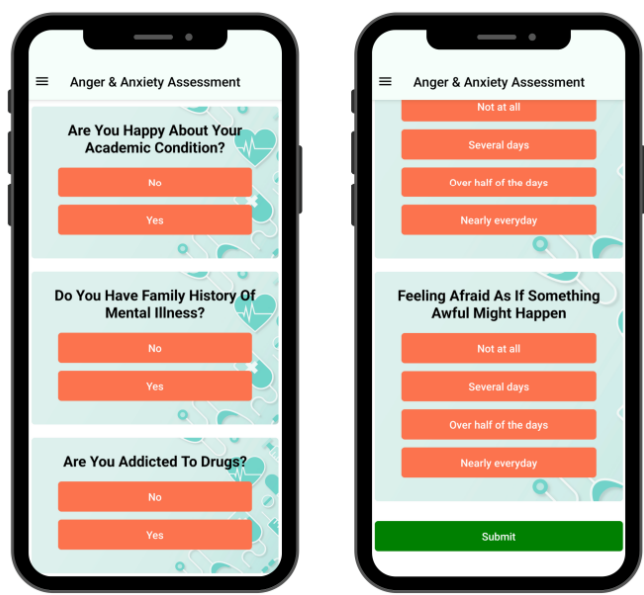 Anger & Anxiety Assessment
Are You Happy About Your
Academic Condition?
No
Yes
Do You Have Family History Of
Mental Illness?
No
Yes
Are You Addicted To Drugs?
No
Yes
Anger & Anxiety Assessment
Not at all
Several days
Over half of the days
Nearly everyday
Feeling Afraid As If Something
Awful Might Happen
Not at all
Several days
Over half of the days
Nearly everyday
Submit